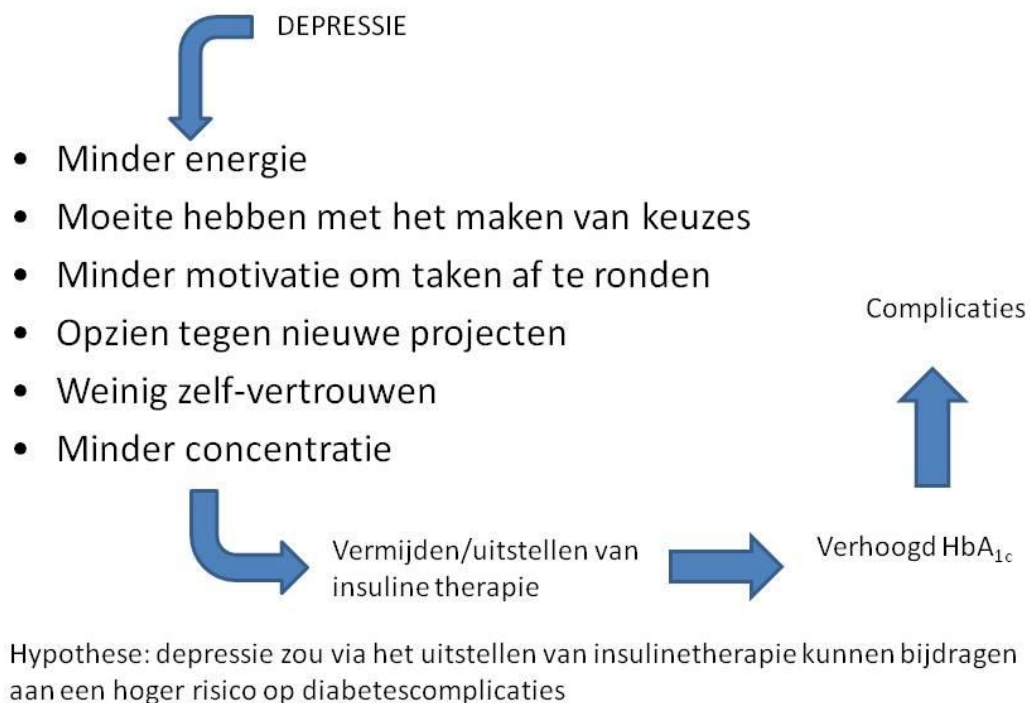 DEPRESSIE
• Minder energie
• Moeite hebben met het maken van keuzes
• Minder motivatie om taken af te ronden
• Opzien tegen nieuwe projecten
• Weinig zelf-vertrouwen
• Minder concentratie
Vermijden/uitstellen van
insuline therapie
Verhoogd HbA1c
Complicaties
Hypothese: depressie zou via het uitstellen van insulinetherapie kunnen bijdragen
aan een hoger risico op diabetescomplicaties